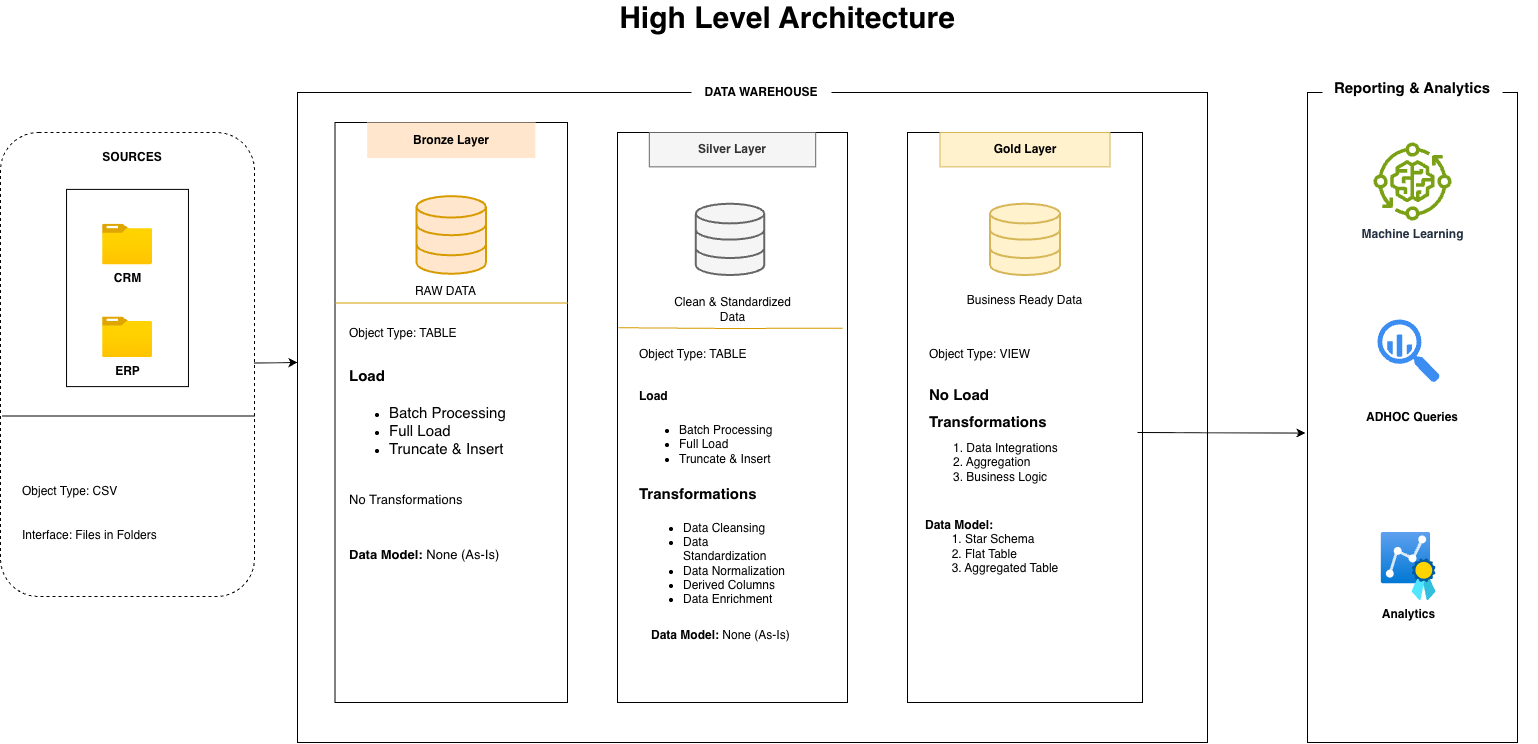 High Level Architecture
SOURCES
CRM
ERP
Object Type: CSV
Interface: Files in Folders
DATA WAREHOUSE
Bronze Layer
RAW DATA
Object Type: TABLE
Load
• Batch Processing
• Full Load
• Truncate & Insert
No Transformations
Data Model: None (As-Is)
Silver Layer
Clean & Standardized
Data
Object Type: TABLE
Load
• Batch Processing
• Full Load
• Truncate & Insert
Transformations
• Data Cleansing
• Data
Standardization
• Data Normalization
• Derived Columns
• Data Enrichment
Data Model: None (As-Is)
Gold Layer
Business Ready Data
Object Type: VIEW
No Load
Transformations
1. Data Integrations
2. Aggregation
3. Business Logic
Data Model:
1. Star Schema
2. Flat Table
3. Aggregated Table
Reporting & Analytics
Machine Learning
ADHOC Queries
Analytics